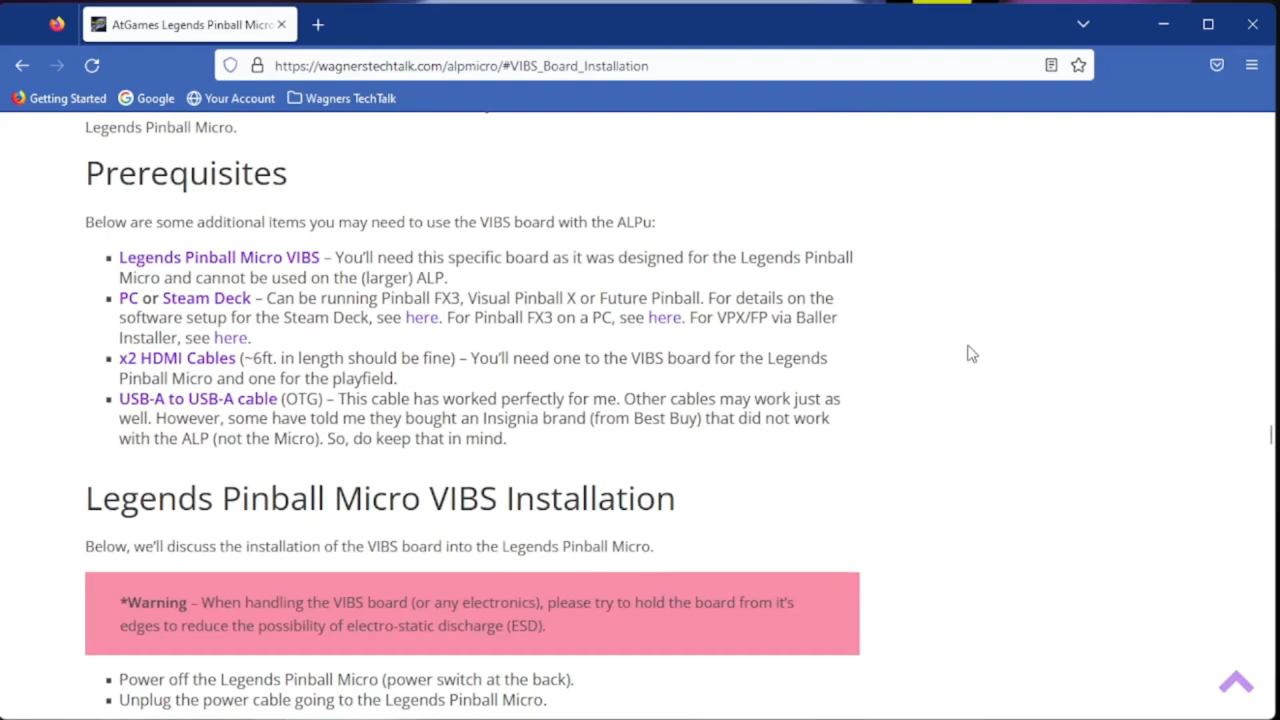 AtGames Legends Pinball Micro
https://wagnerstechtalk.com/alpmicro/#VIBS_Board_Installation
Getting Started Google Your Account Wagners TechTalk
Legends Pinball Micro.
Prerequisites
Below are some additional items you may need to use the VIBS board with the ALPu:
Legends Pinball Micro VIBS – You'll need this specific board as it was designed for the Legends Pinball
Micro and cannot be used on the (larger) ALP.
PC or Steam Deck – Can be running Pinball FX3, Visual Pinball X or Future Pinball. For details on the
software setup for the Steam Deck, see here. For Pinball FX3 on a PC, see here. For VPX/FP via Baller
Installer, see here.
x2 HDMI Cables (~6ft. in length should be fine) – You'll need one to the VIBS board for the Legends
Pinball Micro and one for the playfield.
USB-A to USB-A cable (OTG) – This cable has worked perfectly for me. Other cables may work just as
well. However, some have told me they bought an Insignia brand (from Best Buy) that did not work
with the ALP (not the Micro). So, do keep that in mind.
Legends Pinball Micro VIBS Installation
Below, we'll discuss the installation of the VIBS board into the Legends Pinball Micro.
*Warning – When handling the VIBS board (or any electronics), please try to hold the board from it's
edges to reduce the possibility of electro-static discharge (ESD).
Power off the Legends Pinball Micro (power switch at the back).
Unplug the power cable going to the Legends Pinball Micro.